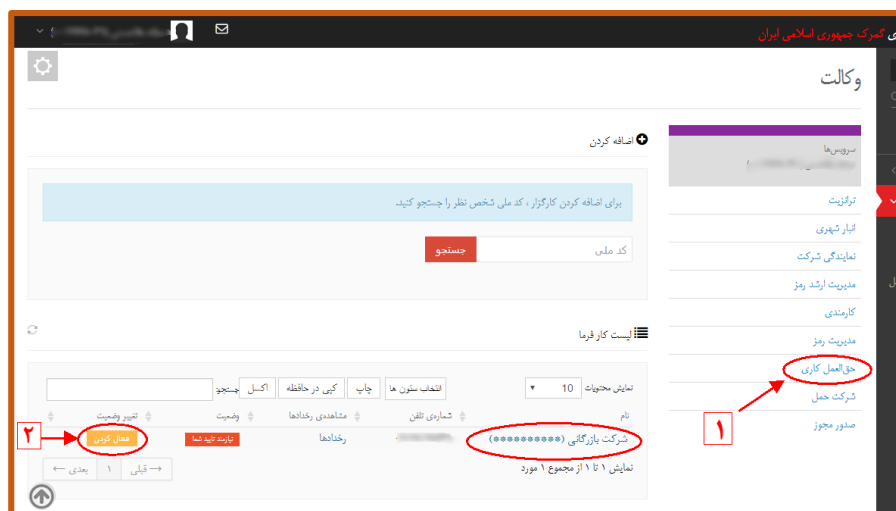 ی گمرک جمهوری اسلامی ایران
وکالت
سرویس‌ها
ترانزیت
انبار شهری
نمایندگی شرکت
مدیریت ارشد رمز
کارمندی
مدیریت رمز
حق‌العمل کاری
شرکت حمل
صدور مجوز
۱
اضافه کردن
برای اضافه کردن کارگزار ، کد ملی شخص نظر را جستجو کنید.
کد ملی
جستجو
لیست کار فرما
نمایش محتویات 10 انتخاب ستون ها چاپ کپی در حافظه اکسل جستجو:
نام شماره‌ی تلفن مشاهده‌ی رخدادها وضعیت تغییر وضعیت
شرکت بازرگانی (**********) رخدادها نیازمند تایید شما فعال کردن
۲
نمایش ۱ تا ۱ از مجموع ۱ مورد
→ قبلی ۱ بعدی ←